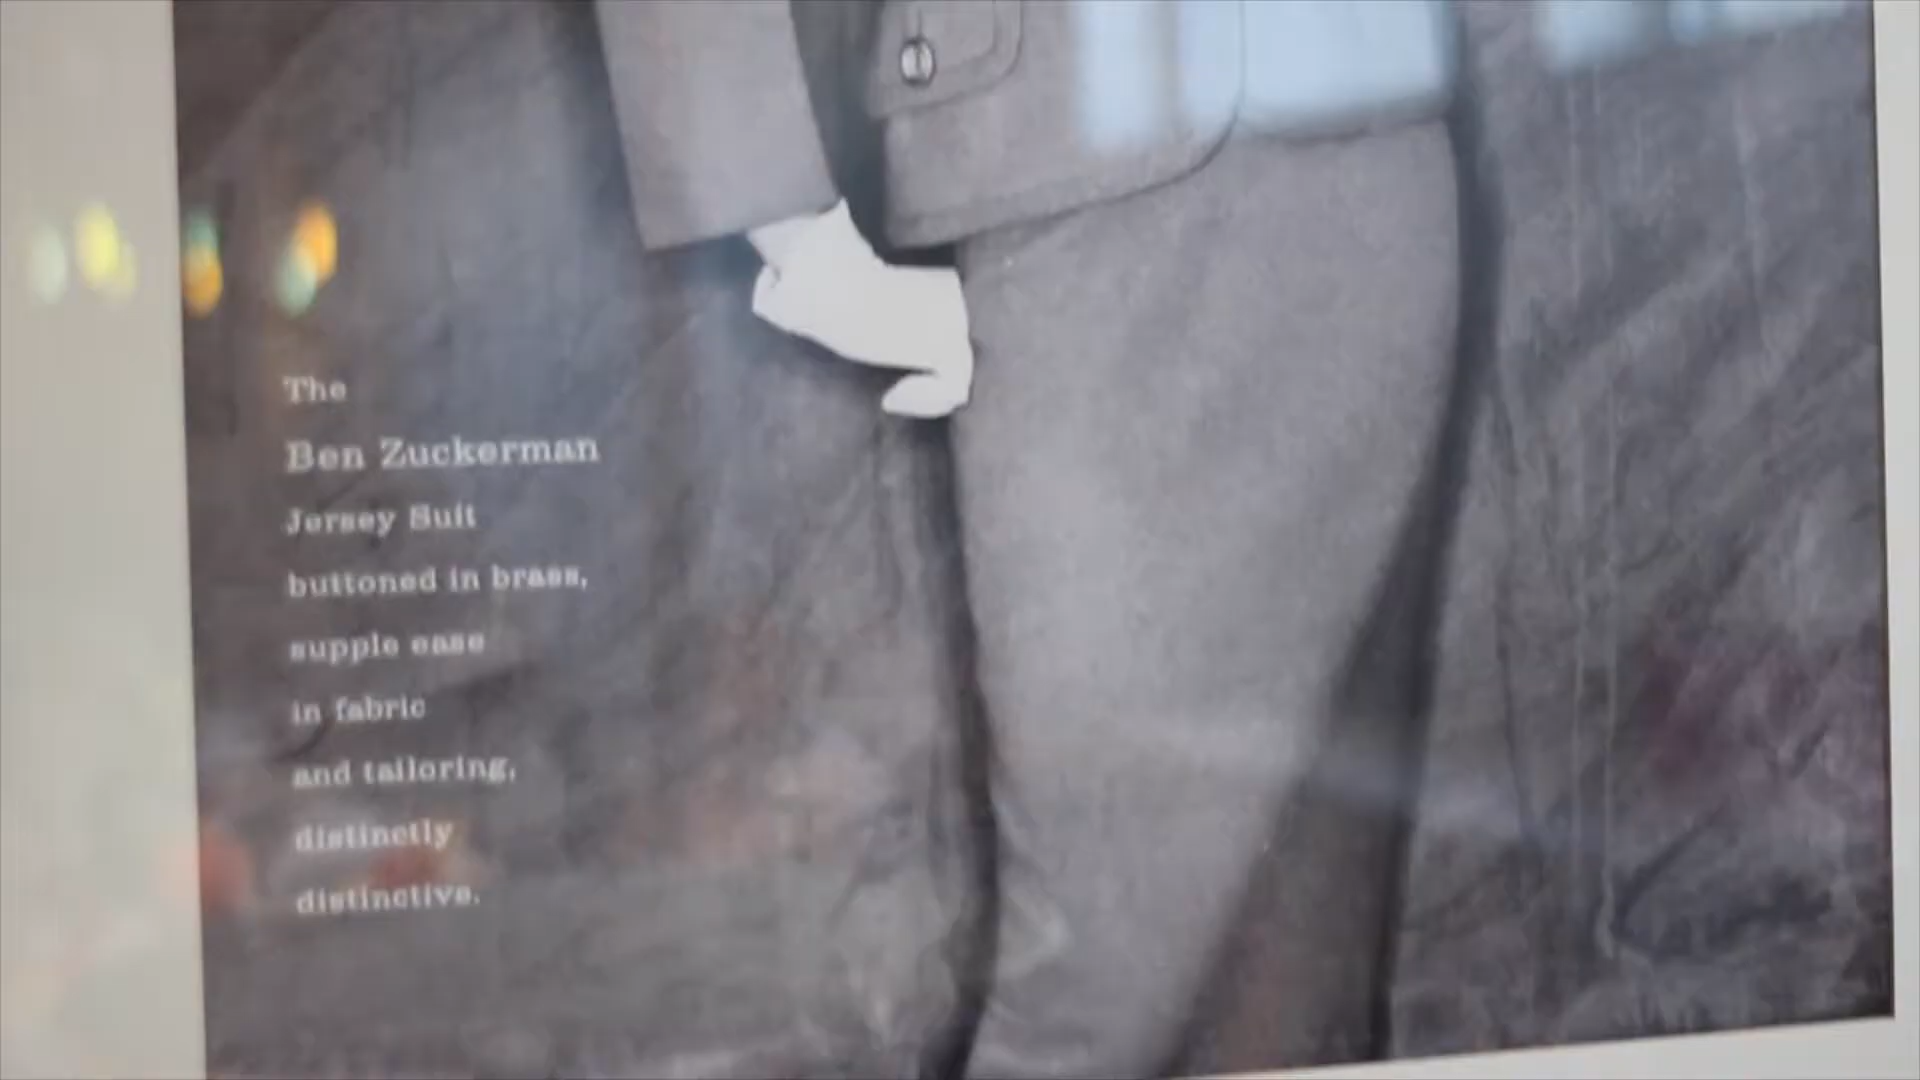 The
Ben Zuckerman
Jersey Suit
buttoned in brass,
supple ease
in fabric
and tailoring,
distinctly
distinctive.